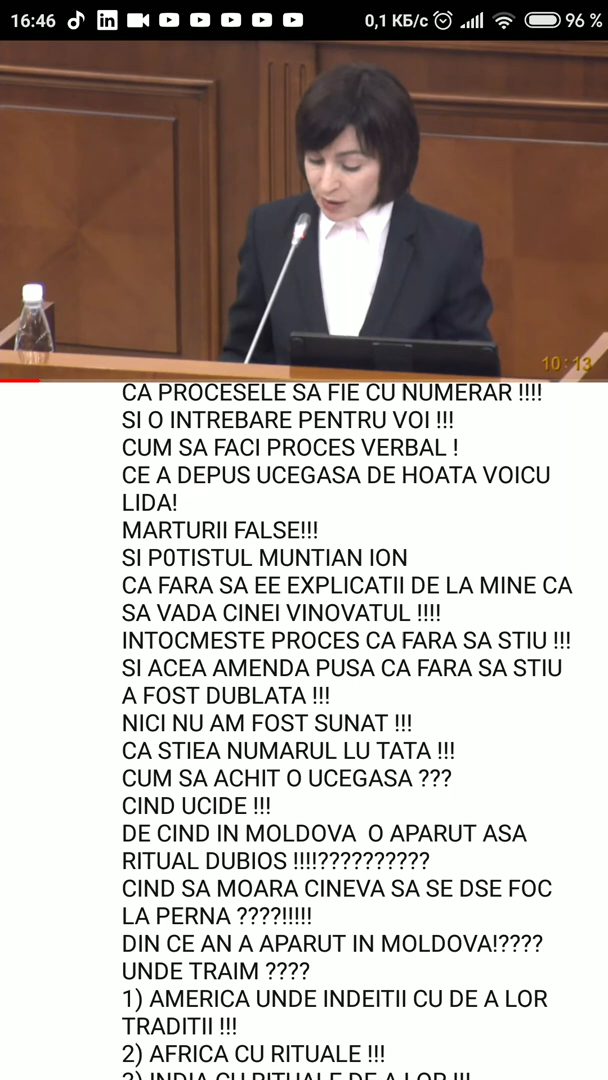 16:46
0,1 КБ/с
96 %
10:13
CA PROCESELE SA FIE CU NUMERAR !!!!
SI O INTREBARE PENTRU VOI !!!
CUM SA FACI PROCES VERBAL !
CE A DEPUS UCEGASA DE HOATA VOICU
LIDA!
MARTURII FALSE!!!
SI P0TISTUL MUNTIAN ION
CA FARA SA EE EXPLICATII DE LA MINE CA
SA VADA CINEI VINOVATUL !!!!
INTOCMESTE PROCES CA FARA SA STIU !!!
SI ACEA AMENDA PUSA CA FARA SA STIU
A FOST DUBLATA !!!
NICI NU AM FOST SUNAT !!!
CA STIEA NUMARUL LU TATA !!!
CUM SA ACHIT O UCEGASA ???
CIND UCIDE !!!
DE CIND IN MOLDOVA  O APARUT ASA
RITUAL DUBIOS !!!!??????????
CIND SA MOARA CINEVA SA SE DSE FOC
LA PERNA ????!!!!!
DIN CE AN A APARUT IN MOLDOVA!????
UNDE TRAIM ????
1) AMERICA UNDE INDEITII CU DE A LOR
TRADITII !!!
2) AFRICA CU RITUALE !!!
3) INDIA CU RITUALE DE A LOR !!!